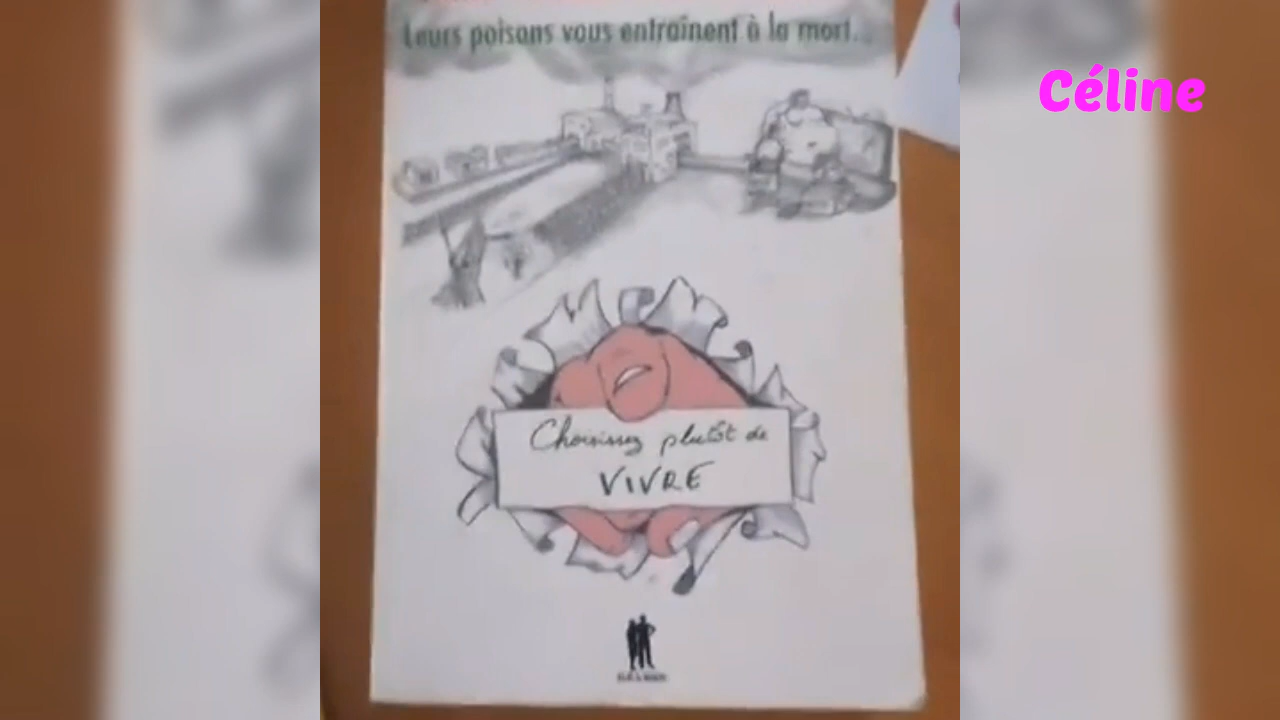 Leurs poisons vous entraînent à la mort...
Céline
Choisissez plutôt de
VIVRE